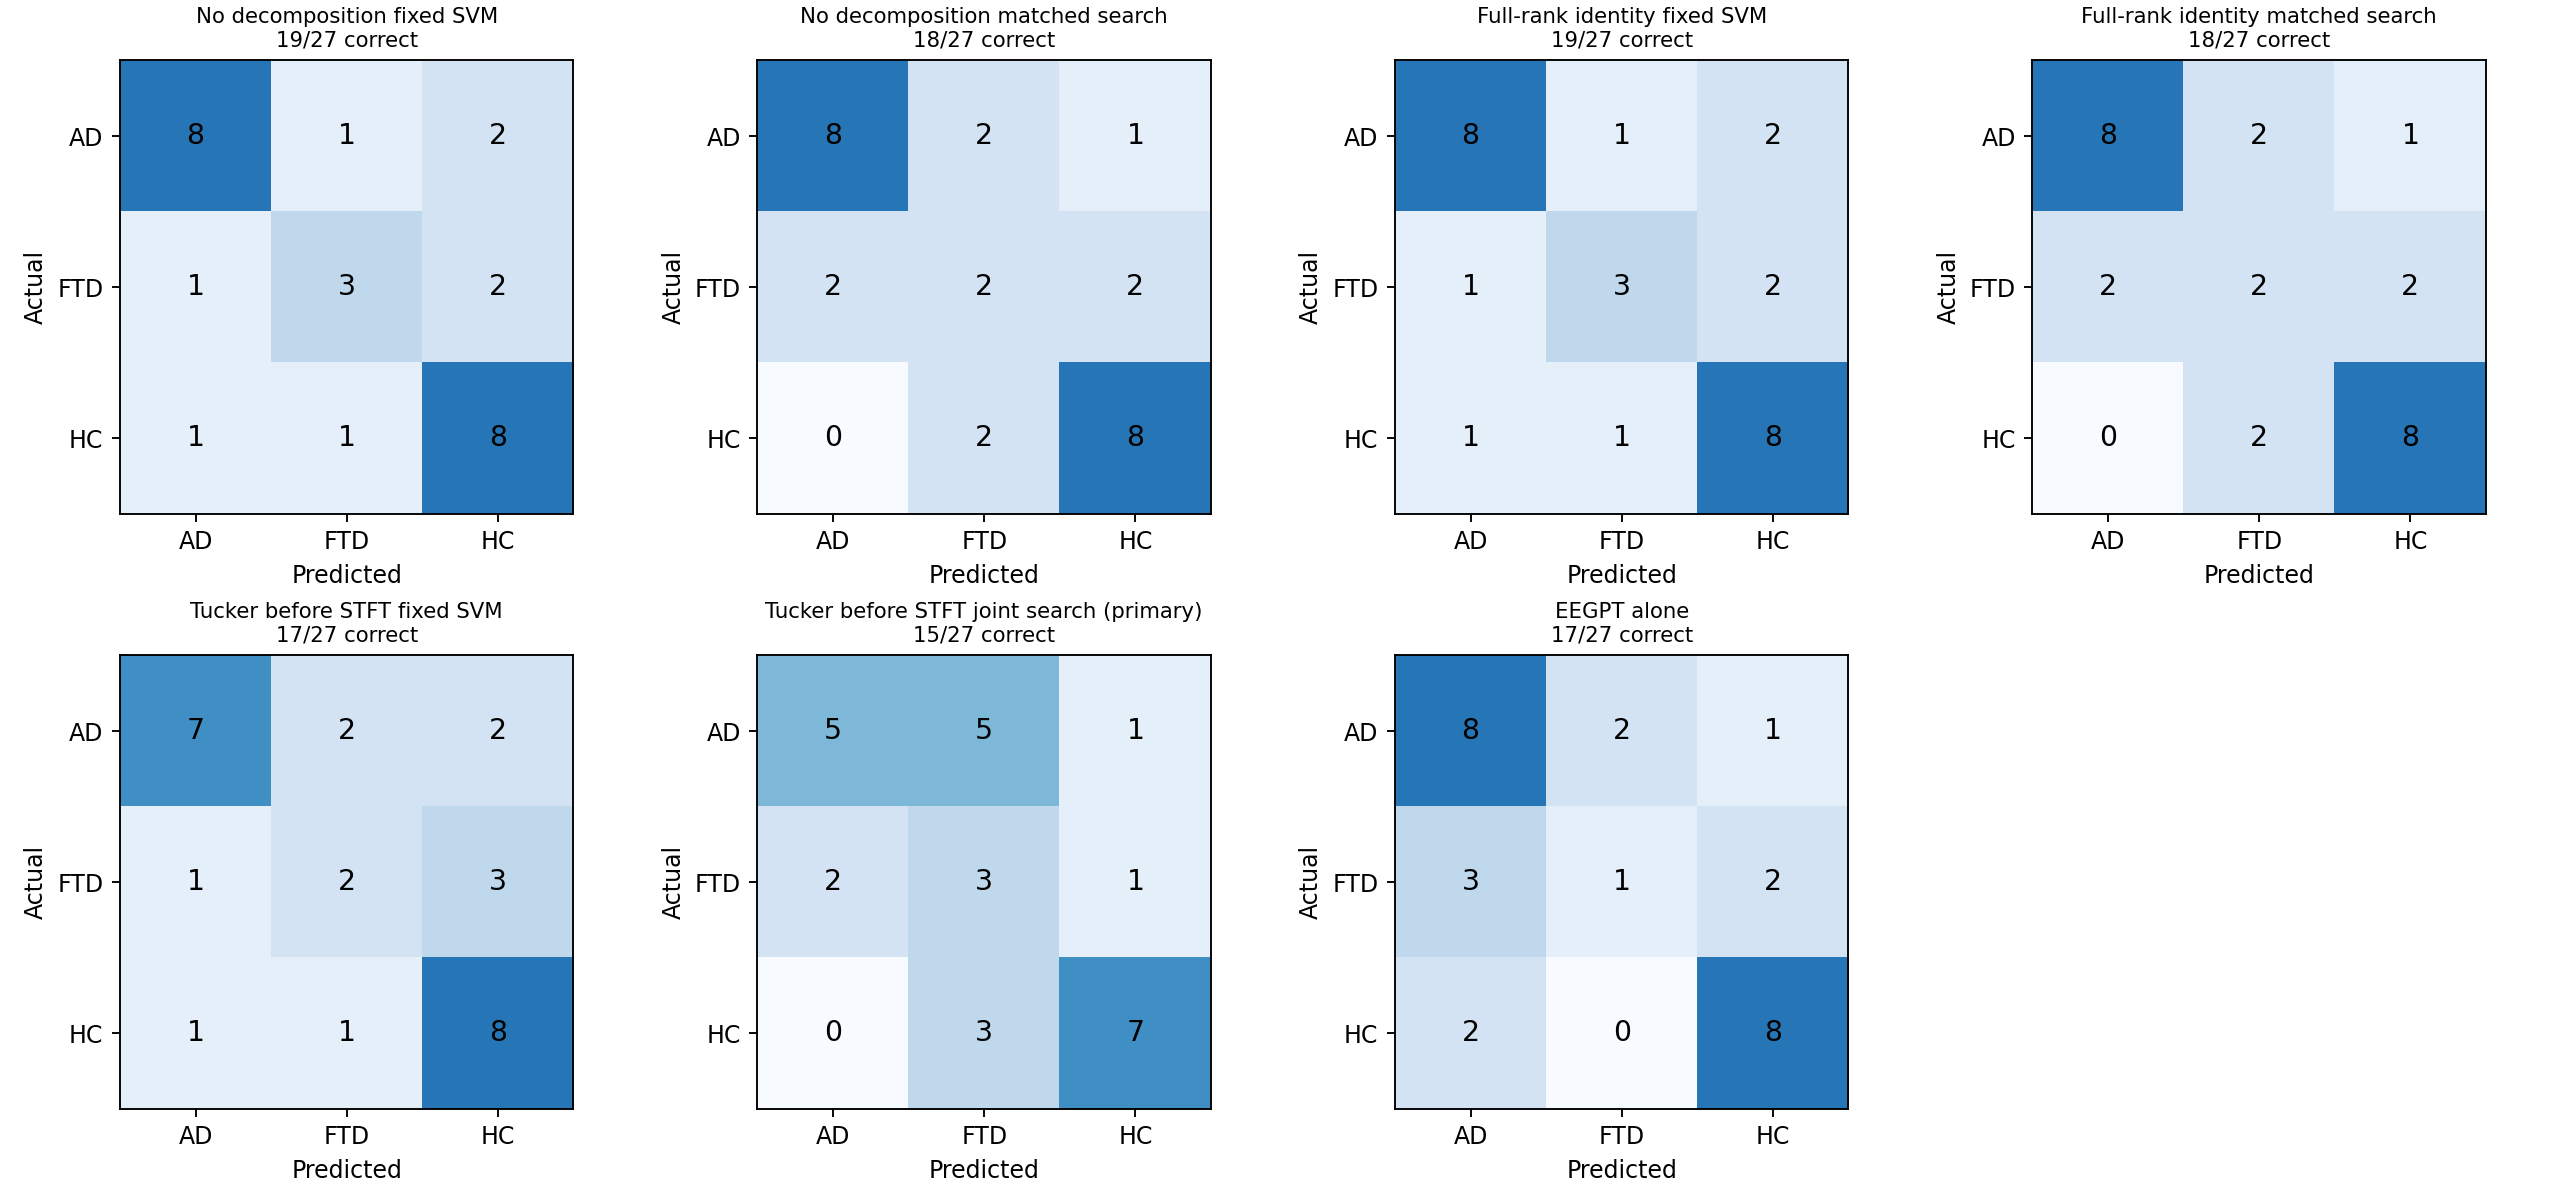 No decomposition fixed SVM
19/27 correct
Actual
AD
8 1 2
FTD
1 3 2
HC
1 1 8
AD FTD HC
Predicted
No decomposition matched search
18/27 correct
Actual
AD
8 2 1
FTD
2 2 2
HC
0 2 8
AD FTD HC
Predicted
Full-rank identity fixed SVM
19/27 correct
Actual
AD
8 1 2
FTD
1 3 2
HC
1 1 8
AD FTD HC
Predicted
Full-rank identity matched search
18/27 correct
Actual
AD
8 2 1
FTD
2 2 2
HC
0 2 8
AD FTD HC
Predicted
Tucker before STFT fixed SVM
17/27 correct
Actual
AD
7 2 2
FTD
1 2 3
HC
1 1 8
AD FTD HC
Predicted
Tucker before STFT joint search (primary)
15/27 correct
Actual
AD
5 5 1
FTD
2 3 1
HC
0 3 7
AD FTD HC
Predicted
EEGPT alone
17/27 correct
Actual
AD
8 2 1
FTD
3 1 2
HC
2 0 8
AD FTD HC
Predicted